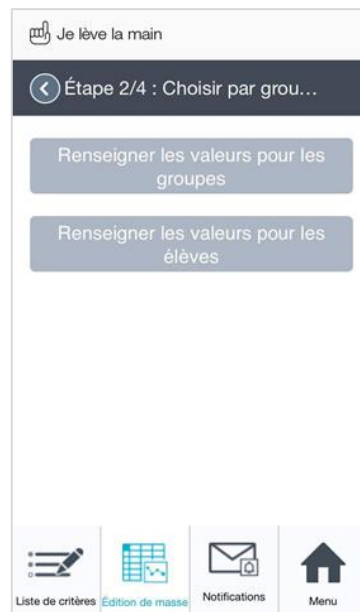 Je lève la main
Étape 2/4 : Choisir par grou...
Renseigner les valeurs pour les
groupes
Renseigner les valeurs pour les
élèves
Liste de critères
Édition de masse
Notifications
Menu